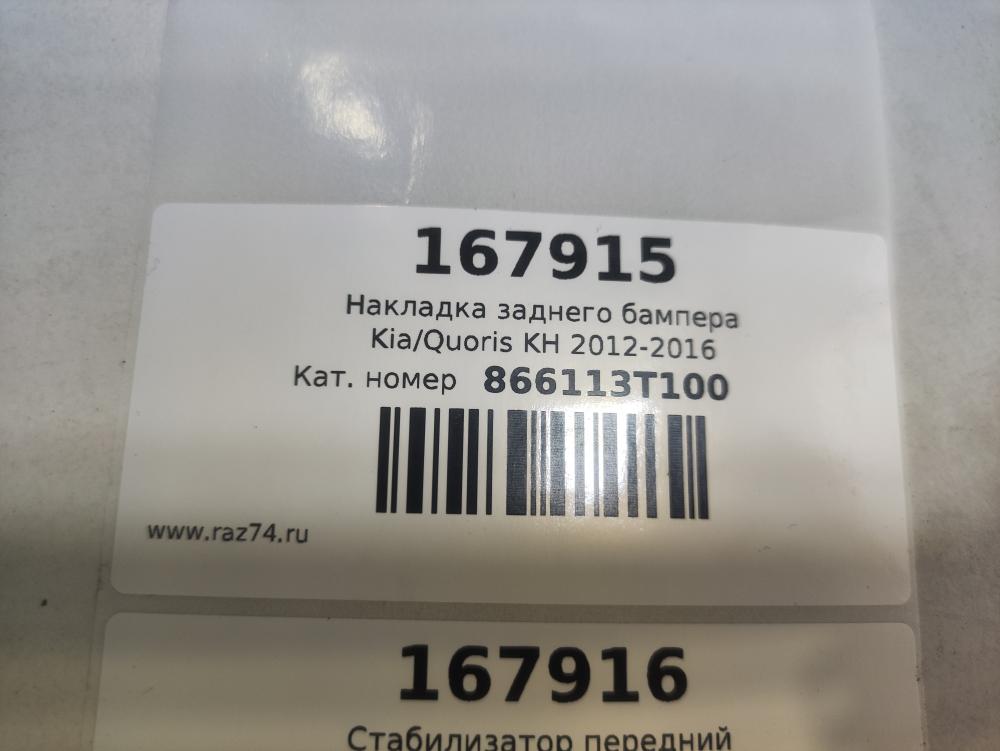 167915
Накладка заднего бампера
Kia/Quoris KH 2012-2016
Кат. номер 866113T100
www.raz74.ru
167916
Стабилизатор передний